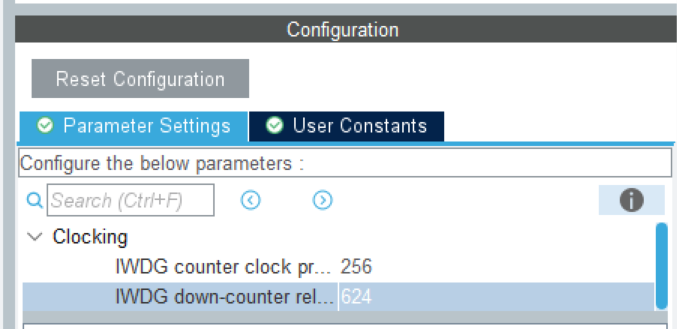 Configuration
Reset Configuration
Parameter Settings
User Constants
Configure the below parameters :
Search (Ctrl+F)
Clocking
IWDG counter clock pr... 256
IWDG down-counter rel... 624